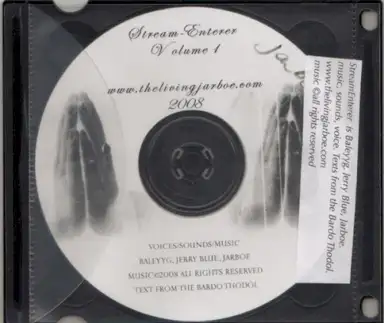 Stream-Enterer
Volume 1
www.thelivingjarboe.com
2008
VOICES/SOUNDS/MUSIC
BALEYYG, JERRY BLUE, JARBOE
MUSIC ©2008 ALL RIGHTS RESERVED
TEXT FROM THE BARDO THODOL
StreamEnterer is Baleyyg, Jerry Blue, Jarboe.
music, sounds, voice. Texts from the Bardo Thodol.
www.thelivingjarboe.com
music ©all rights reserved